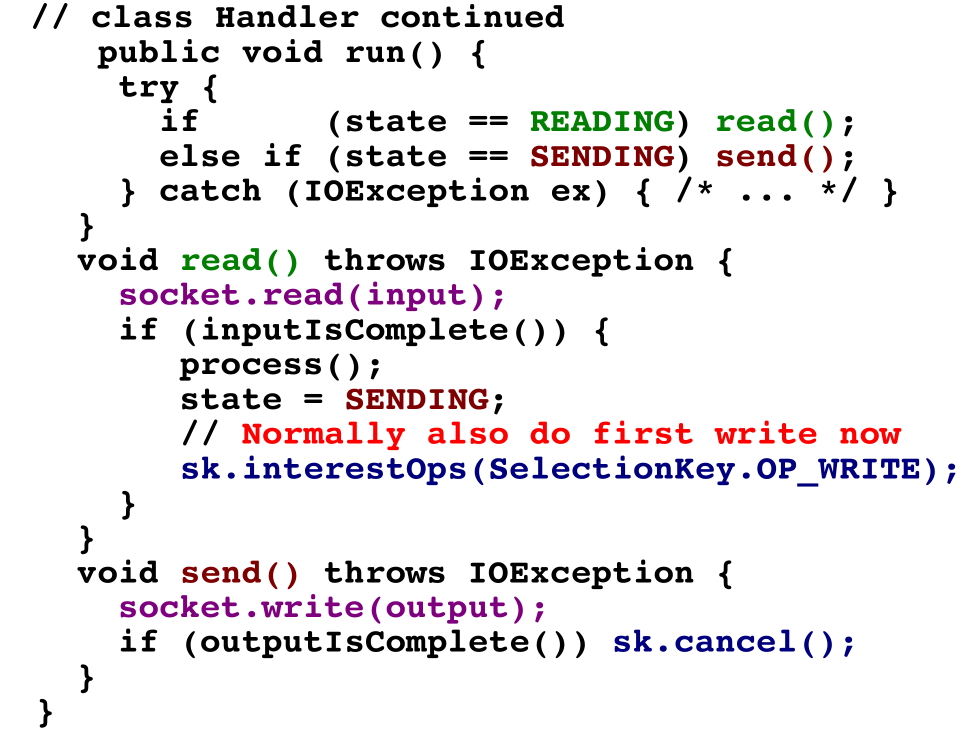 // class Handler continued
public void run() {
try {
if (state == READING) read();
else if (state == SENDING) send();
} catch (IOException ex) { /* ... */ }
}
void read() throws IOException {
socket.read(input);
if (inputIsComplete()) {
process();
state = SENDING;
// Normally also do first write now
sk.interestOps(SelectionKey.OP_WRITE);
}
}
void send() throws IOException {
socket.write(output);
if (outputIsComplete()) sk.cancel();
}
}